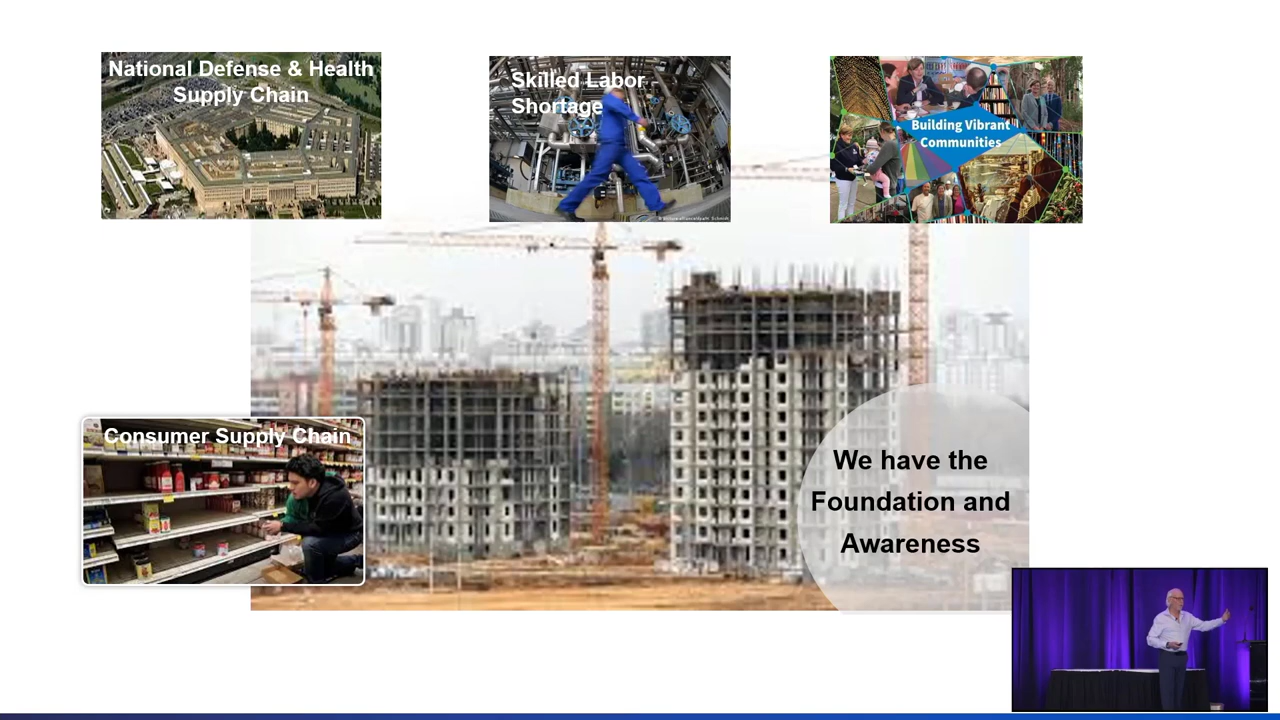 National Defense & Health
Supply Chain
Skilled Labor
Shortage
Building Vibrant
Communities
Consumer Supply Chain
We have the
Foundation and
Awareness